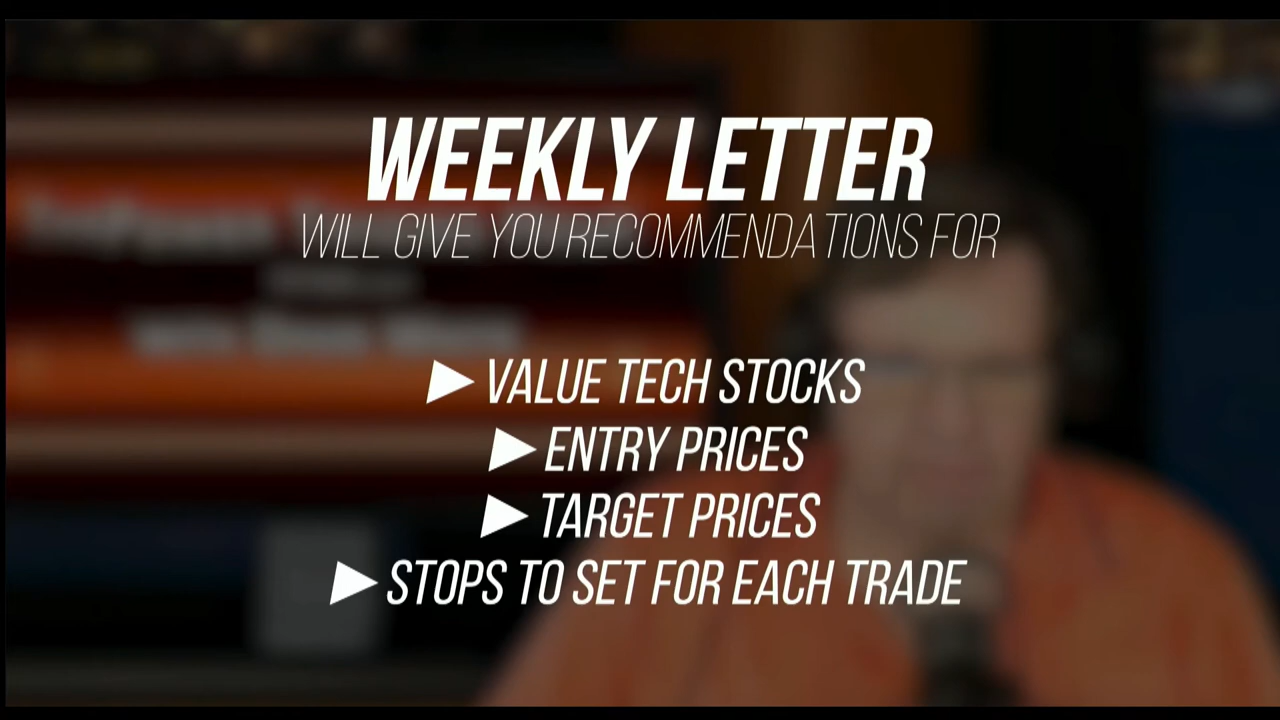 WEEKLY LETTER
WILL GIVE YOU RECOMMENDATIONS FOR
▶ VALUE TECH STOCKS
▶ ENTRY PRICES
▶ TARGET PRICES
▶ STOPS TO SET FOR EACH TRADE